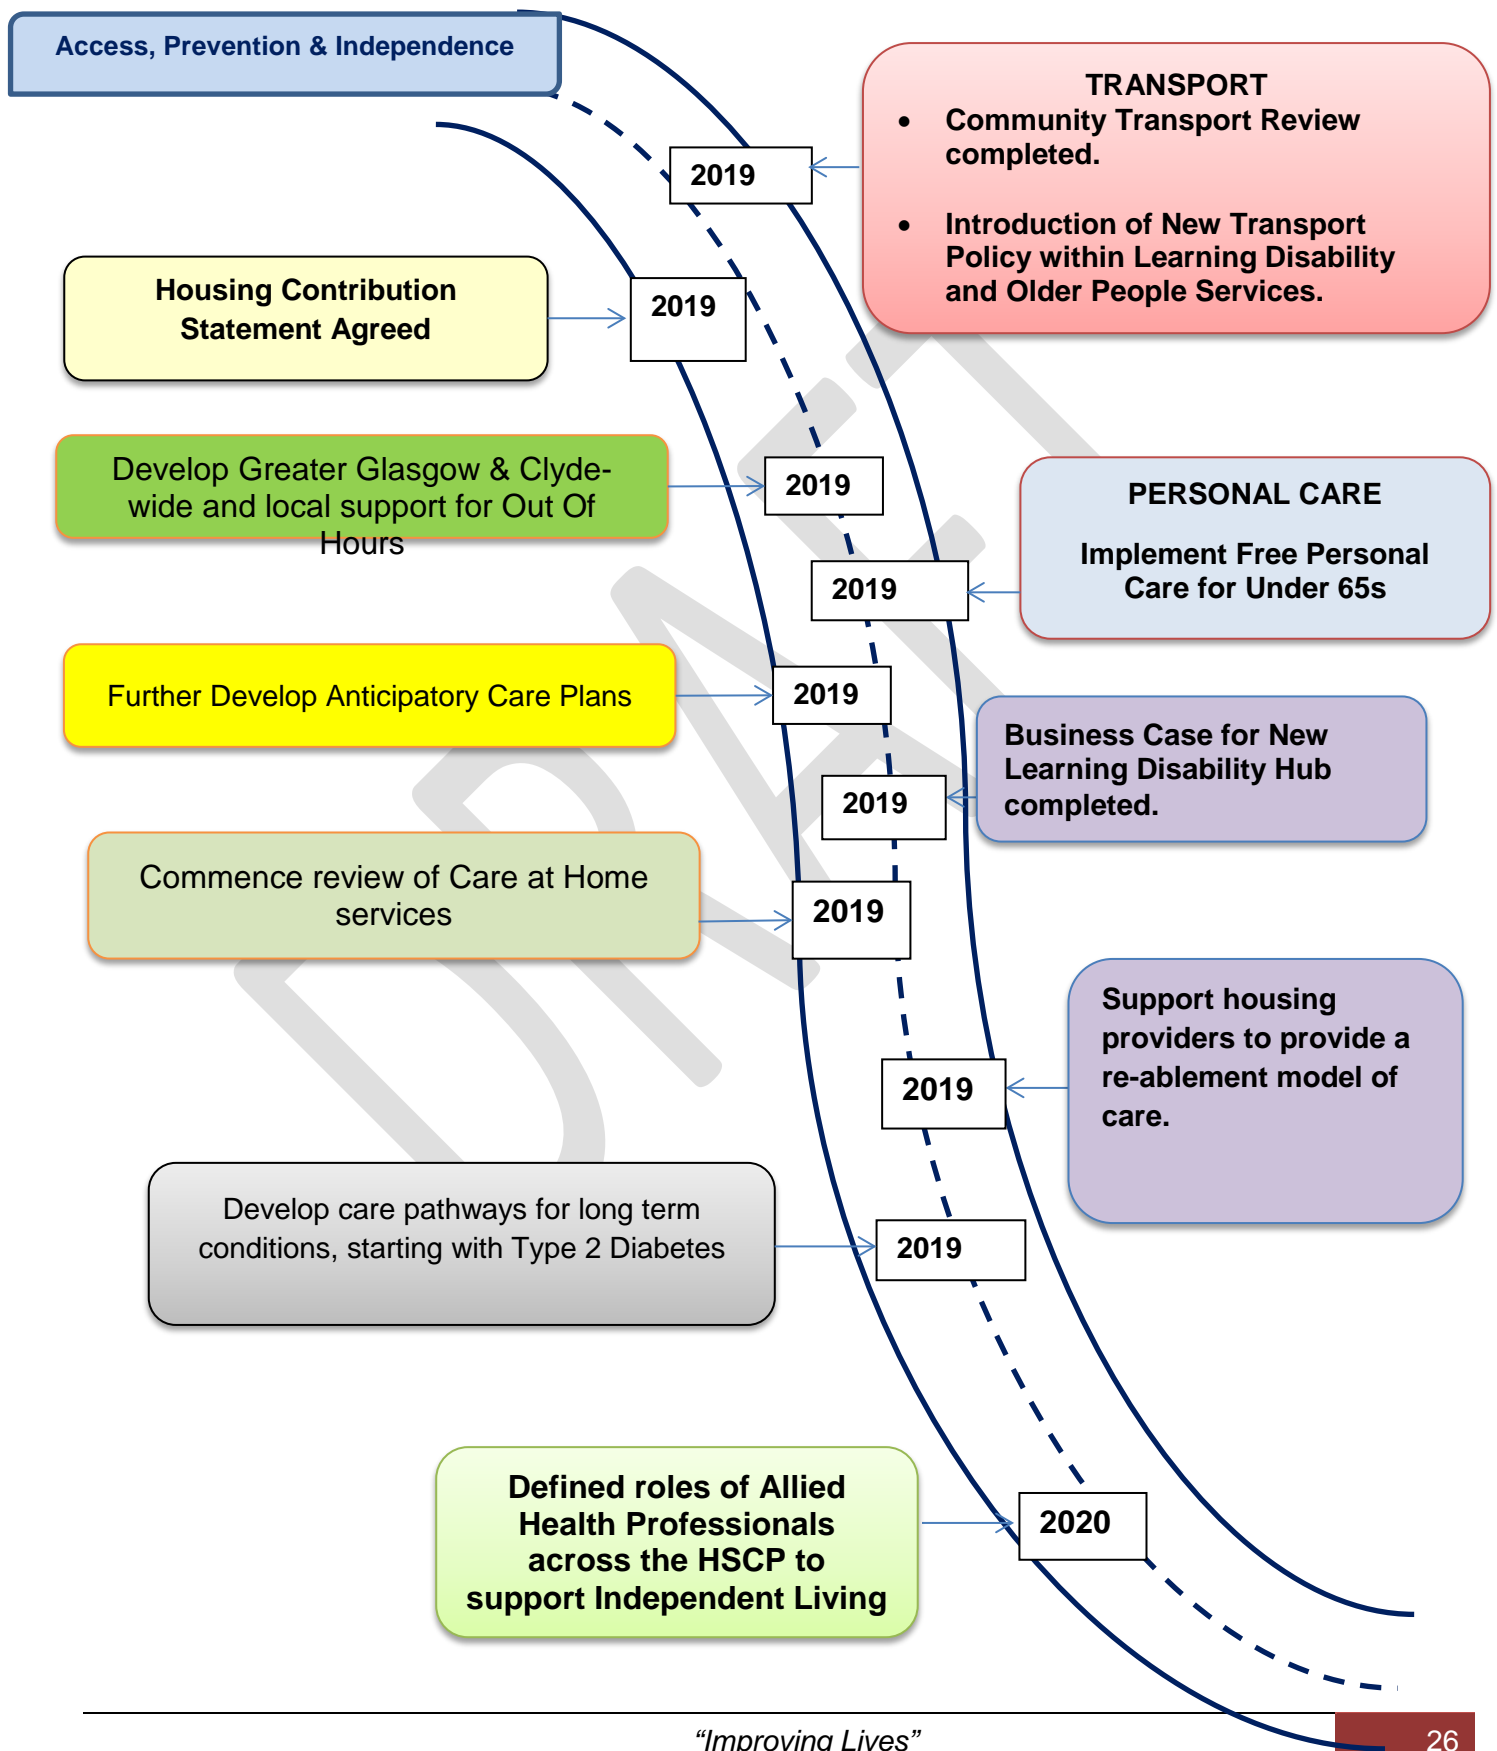 Access, Prevention & Independence
TRANSPORT
• Community Transport Review
completed.
• Introduction of New Transport
Policy within Learning Disability
and Older People Services.
2019
Housing Contribution
Statement Agreed
2019
Develop Greater Glasgow & Clyde-
wide and local support for Out Of
Hours
2019
PERSONAL CARE
Implement Free Personal
Care for Under 65s
2019
Further Develop Anticipatory Care Plans
2019
Business Case for New
Learning Disability Hub
completed.
2019
Commence review of Care at Home
services
2019
Support housing
providers to provide a
re-ablement model of
care.
2019
Develop care pathways for long term
conditions, starting with Type 2 Diabetes
2019
Defined roles of Allied
Health Professionals
across the HSCP to
support Independent Living
2020
DRAFT
“Improving Lives”
26